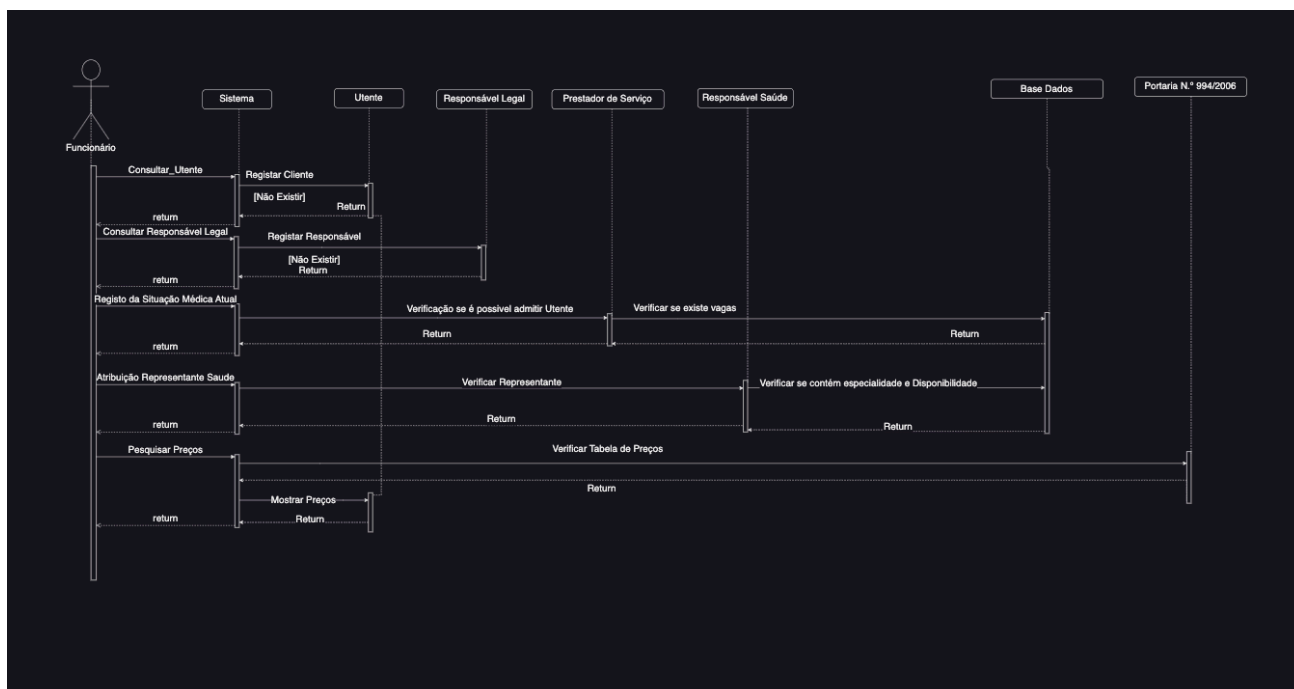 Sistema
Utente
Responsável Legal
Prestador de Serviço
Responsável Saúde
Base Dados
Portaria N.º 994/2006
Funcionário
Consultar_Utente
Registar Cliente
[Não Existir]
Return
return
Consultar Responsável Legal
Registar Responsável
[Não Existir]
Return
return
Registo da Situação Médica Atual
Verificação se é possivel admitir Utente
Verificar se existe vagas
Return
Return
return
Atribuição Representante Saude
Verificar Representante
Verificar se contém especialidade e Disponibilidade
Return
Return
return
Pesquisar Preços
Verificar Tabela de Preços
Return
Mostrar Preços
return
Return